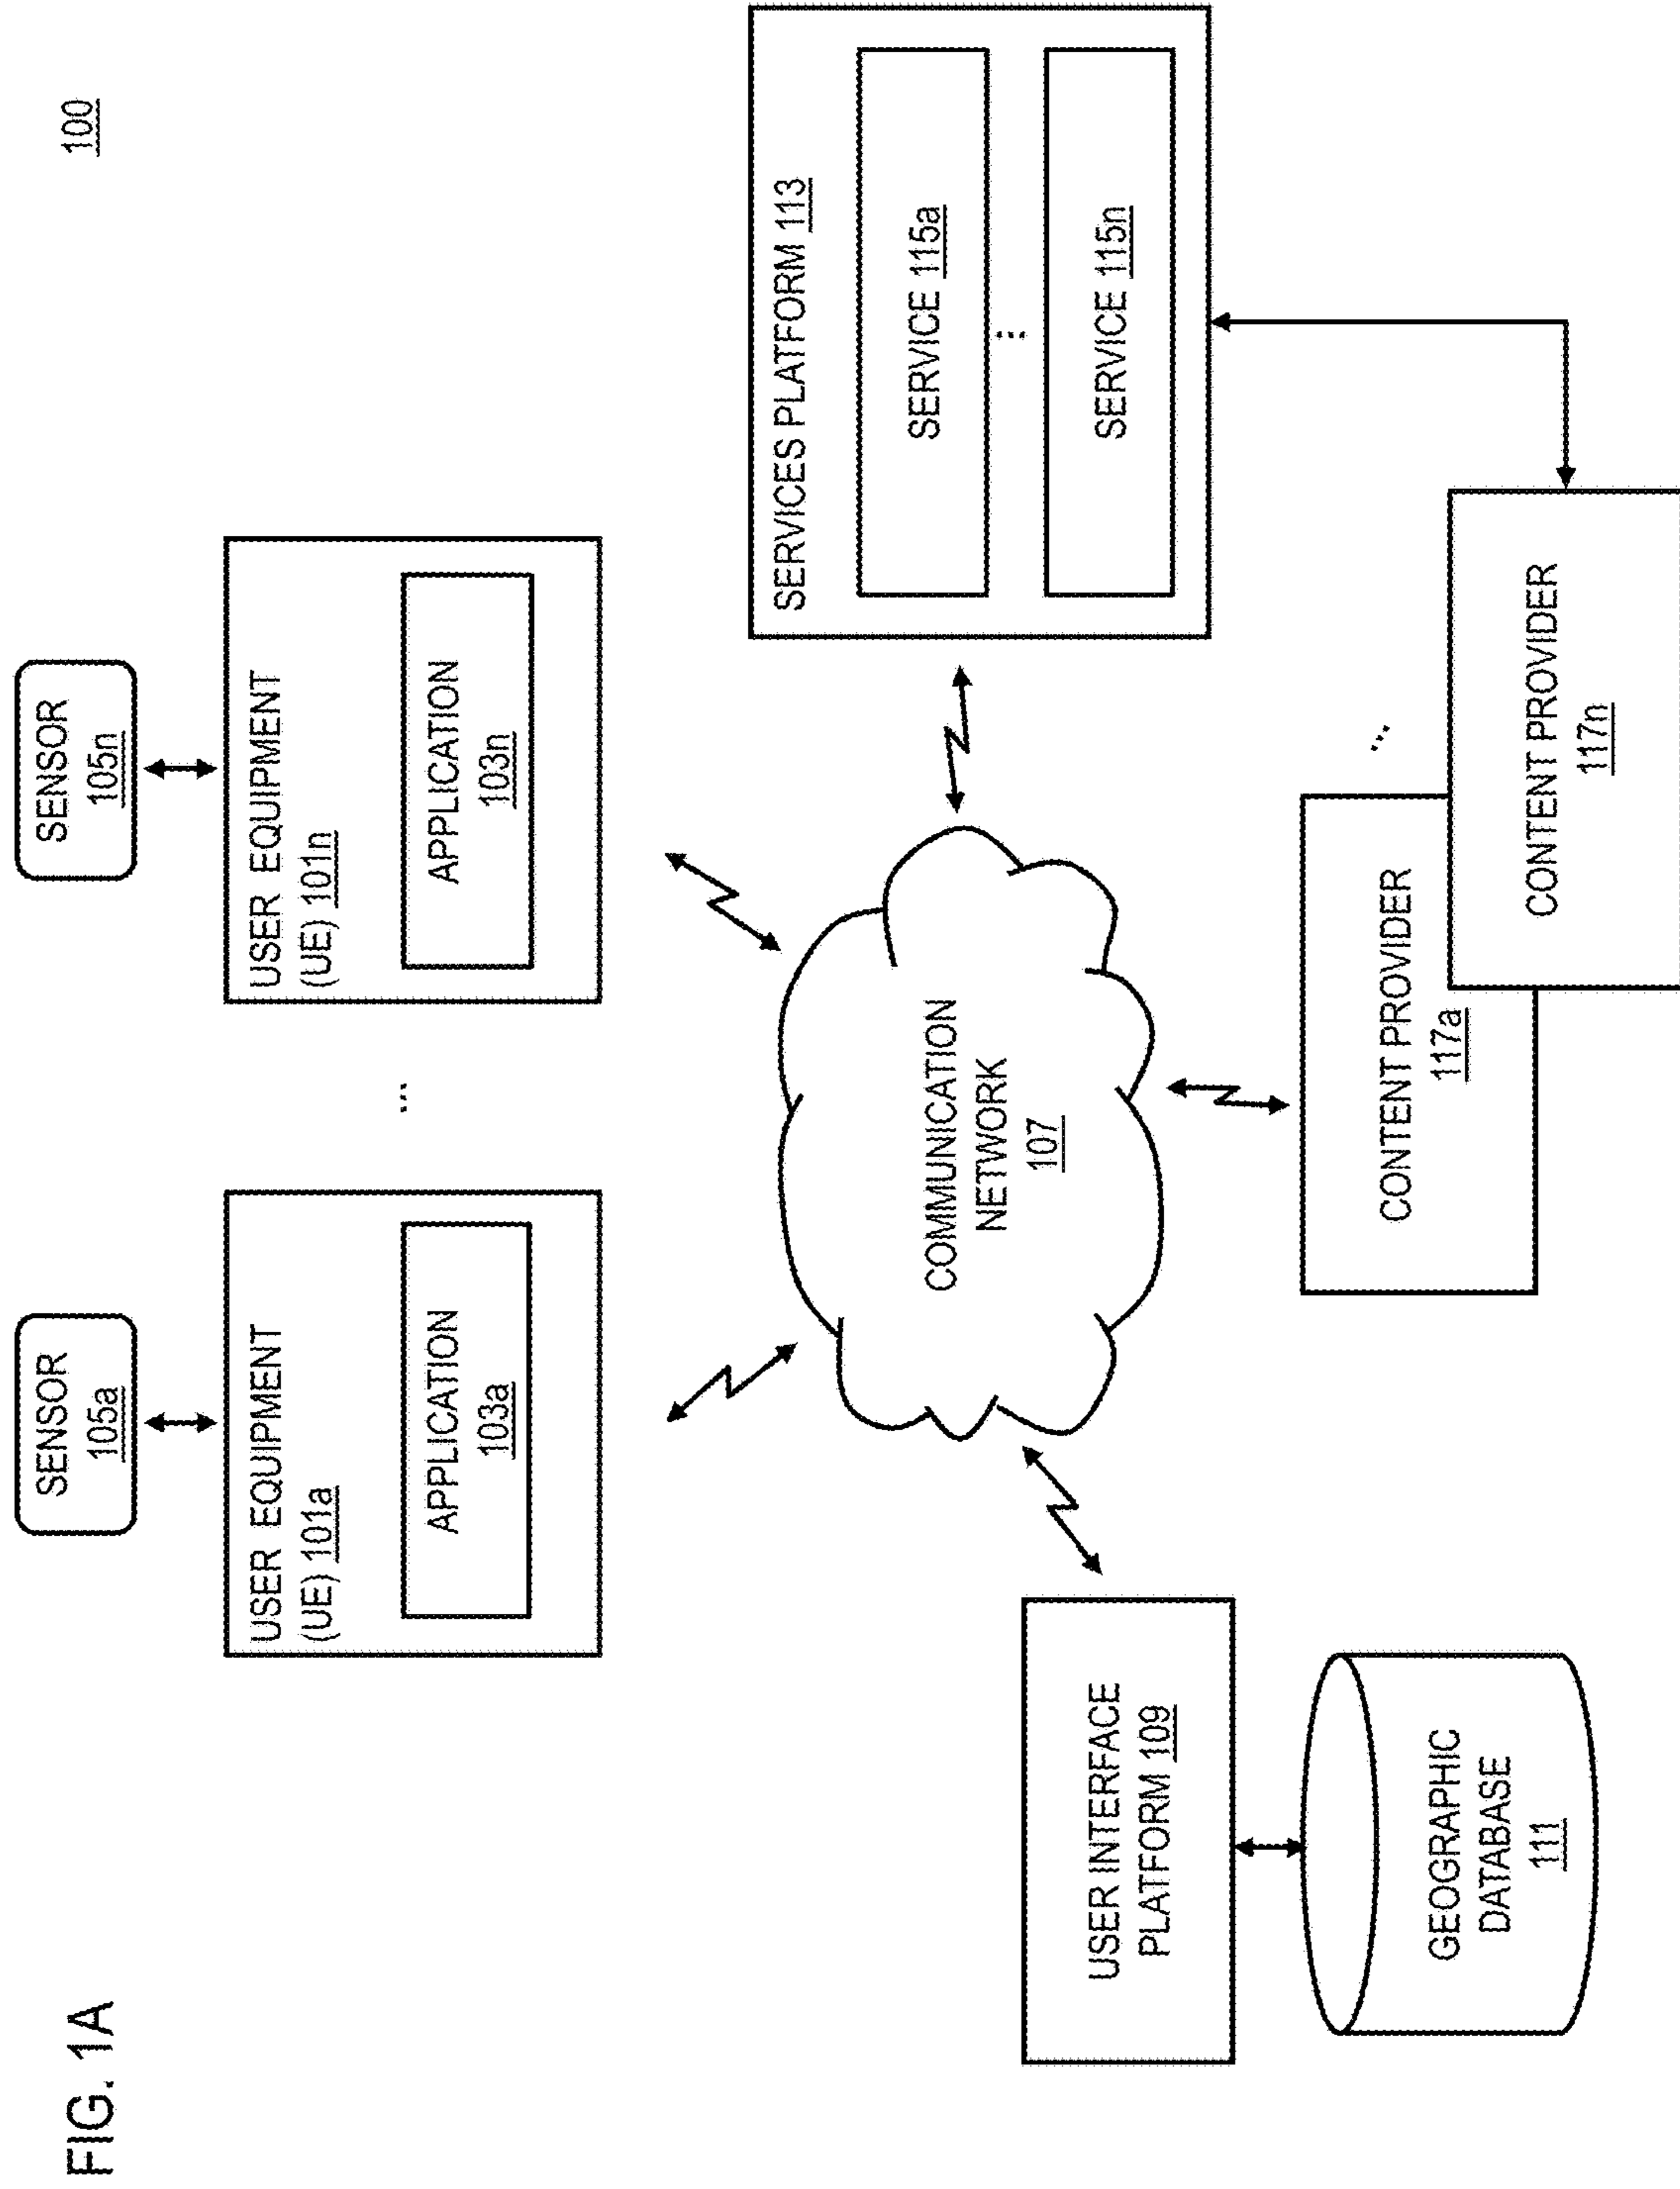 FIG. 1A
100
SENSOR
105a
SENSOR
105n
USER EQUIPMENT
(UE) 101a
APPLICATION
103a
...
USER EQUIPMENT
(UE) 101n
APPLICATION
103n
COMMUNICATION
NETWORK
107
USER INTERFACE
PLATFORM 109
GEOGRAPHIC
DATABASE
111
SERVICES PLATFORM 113
SERVICE 115a
...
SERVICE 115n
CONTENT PROVIDER
117a
...
CONTENT PROVIDER
117n